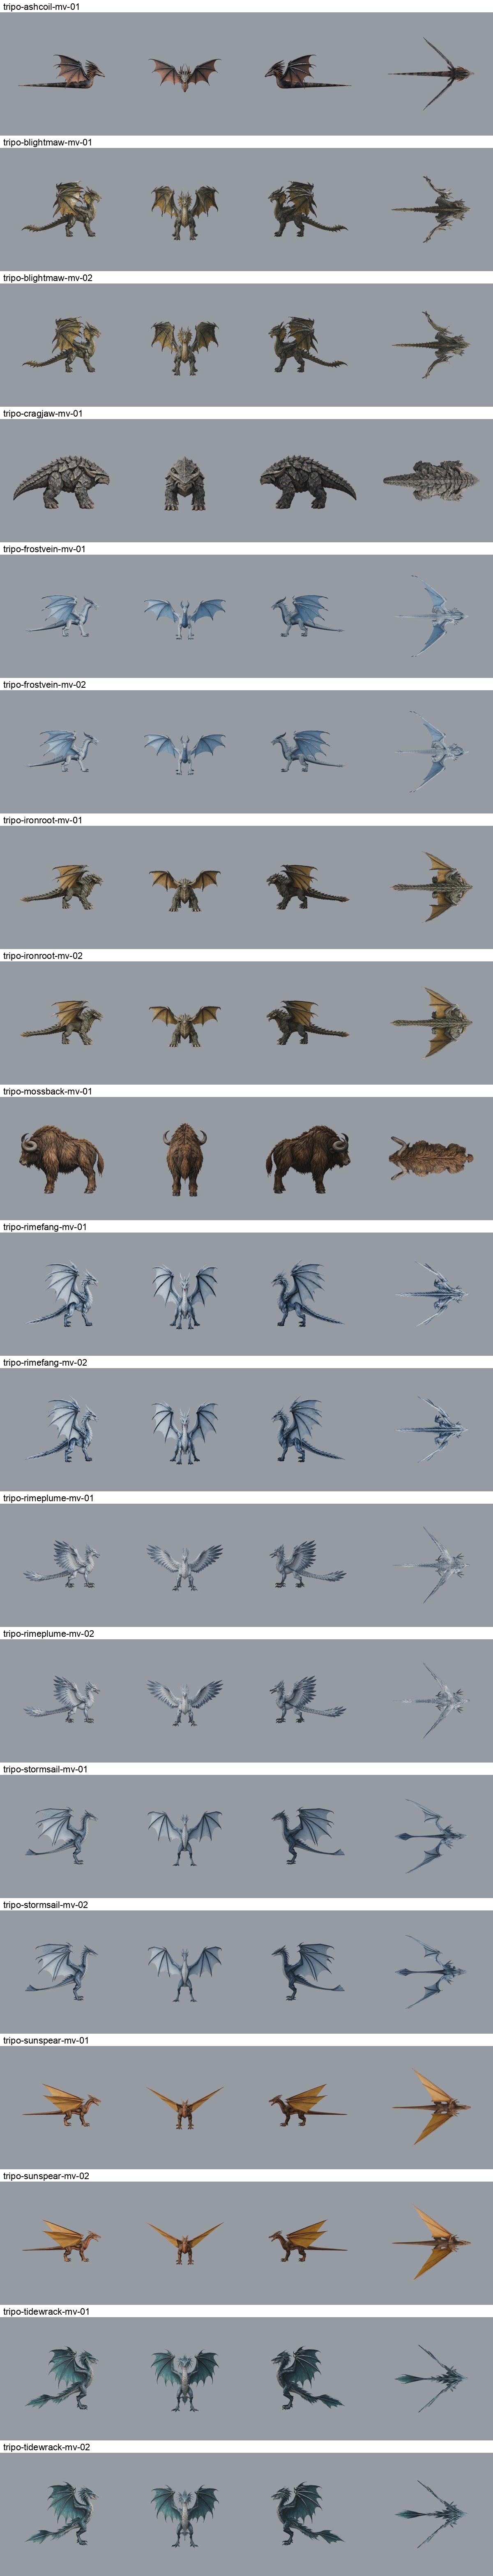 tripo-ashcoil-mv-01
tripo-blightmaw-mv-01
tripo-blightmaw-mv-02
tripo-cragjaw-mv-01
tripo-frostvein-mv-01
tripo-frostvein-mv-02
tripo-ironroot-mv-01
tripo-ironroot-mv-02
tripo-mossback-mv-01
tripo-rimefang-mv-01
tripo-rimefang-mv-02
tripo-rimeplume-mv-01
tripo-rimeplume-mv-02
tripo-stormsail-mv-01
tripo-stormsail-mv-02
tripo-sunspear-mv-01
tripo-sunspear-mv-02
tripo-tidewrack-mv-01
tripo-tidewrack-mv-02